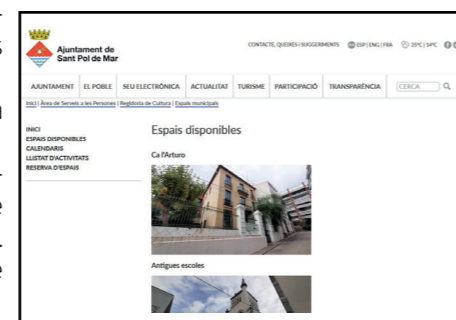 Ajuntament de
Sant Pol de Mar
CONTACTE, QUEIXES I SUGGERIMENTS ESP | ENG | FRA 25ºC | 14ºC
AJUNTAMENT EL POBLE SEU ELECTRÒNICA ACTUALITAT TURISME PARTICIPACIÓ TRANSPARÈNCIA CERCA
Inici | Àrea de Serveis a les Persones | Regidoria de Cultura | Espais municipals
INICI
ESPAIS DISPONIBLES
CALENDARIS
LLISTAT D'ACTIVITATS
RESERVA D'ESPAIS
Espais disponibles
Ca l'Arturo
Antigues escoles